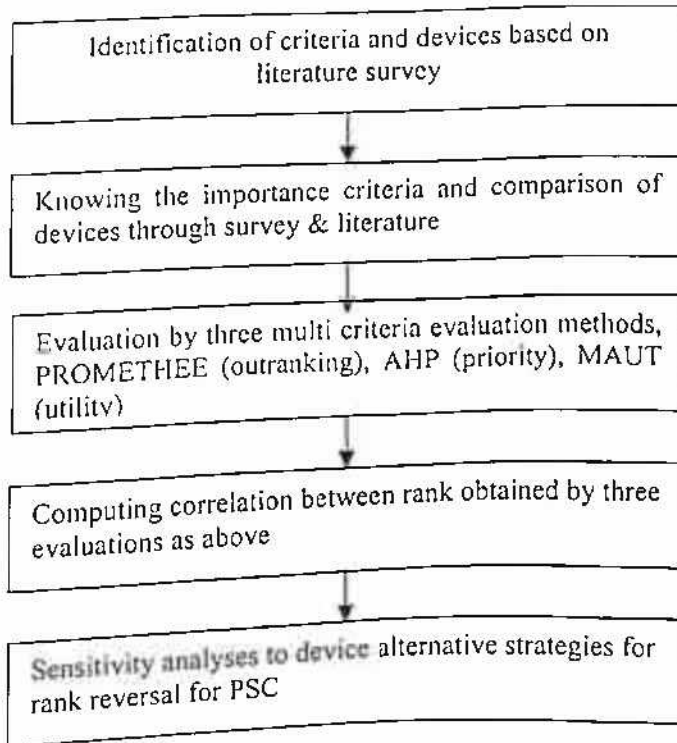 Identification of criteria and devices based on
literature survey
Knowing the importance criteria and comparison of
devices through survey & literature
Evaluation by three multi criteria evaluation methods,
PROMETHEE (outranking), AHP (priority), MAUT
(utility)
Computing correlation between rank obtained by three
evaluations as above
Sensitivity analyses to device alternative strategies for
rank reversal for PSC